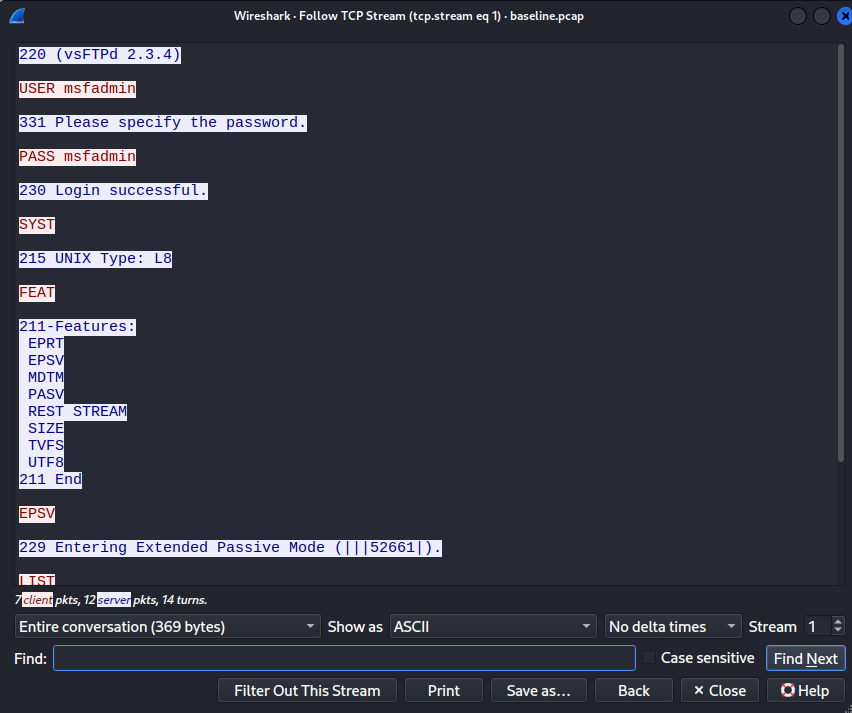 Wireshark · Follow TCP Stream (tcp.stream eq 1) · baseline.pcap
220 (vsFTPd 2.3.4)
USER msfadmin
331 Please specify the password.
PASS msfadmin
230 Login successful.
SYST
215 UNIX Type: L8
FEAT
211-Features:
 EPRT
 EPSV
 MDTM
 PASV
 REST STREAM
 SIZE
 TVFS
 UTF8
211 End
EPSV
229 Entering Extended Passive Mode (|||52661|).
LIST
7 client pkts, 12 server pkts, 14 turns.
Entire conversation (369 bytes) Show as ASCII No delta times Stream 1
Find: Case sensitive Find Next
Filter Out This Stream Print Save as… Back × Close Help